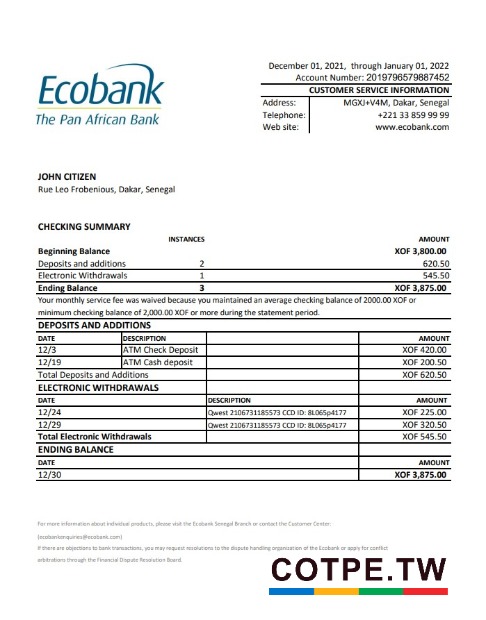 December 01, 2021, through January 01, 2022
Account Number: 2019796579887452
CUSTOMER SERVICE INFORMATION
Address: MGXJ+V4M, Dakar, Senegal
Telephone: +221 33 859 99 99
Web site: www.ecobank.com
Ecobank
The Pan African Bank
JOHN CITIZEN
Rue Leo Frobenious, Dakar, Senegal
CHECKING SUMMARY
INSTANCES AMOUNT
Beginning Balance XOF 3,800.00
Deposits and additions 2 620.50
Electronic Withdrawals 1 545.50
Ending Balance 3 XOF 3,875.00
Your monthly service fee was waived because you maintained an average checking balance of 2000.00 XOF or
minimum checking balance of 2,000.00 XOF or more during the statement period.
DEPOSITS AND ADDITIONS
DATE DESCRIPTION AMOUNT
12/3 ATM Check Deposit XOF 420.00
12/19 ATM Cash deposit XOF 200.50
Total Deposits and Additions XOF 620.50
ELECTRONIC WITHDRAWALS
DATE DESCRIPTION AMOUNT
12/24 Qwest 2106731185573 CCD ID: 8L065p4177 XOF 225.00
12/29 Qwest 2106731185573 CCD ID: 8L065p4177 XOF 320.50
Total Electronic Withdrawals XOF 545.50
ENDING BALANCE
DATE AMOUNT
12/30 XOF 3,875.00
For more information about individual products, please visit the Ecobank Senegal Branch or contact the Customer Center:
(ecobankenquiries@ecobank.com)
If there are objections to bank transactions, you may request resolutions to the dispute handling organization of the Ecobank or apply for conflict
arbitrations through the Financial Dispute Resolution Board.
COTPE.TW